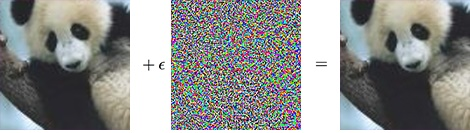 + ϵ =